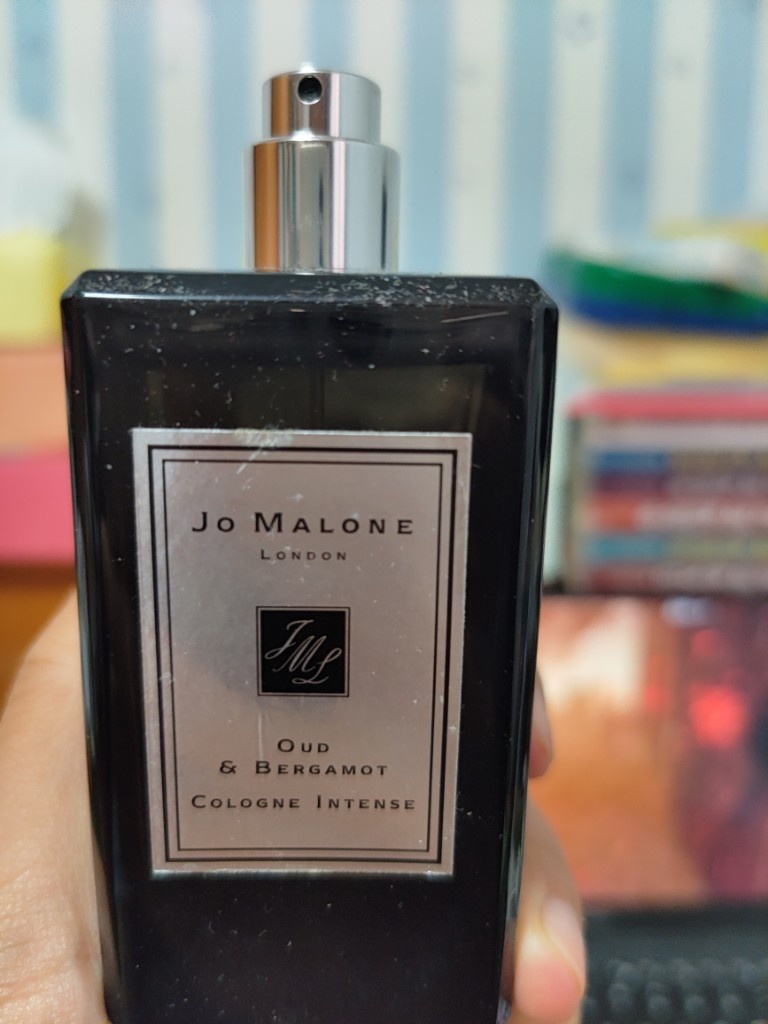 Jo Malone
London
JML
Oud
& Bergamot
Cologne Intense